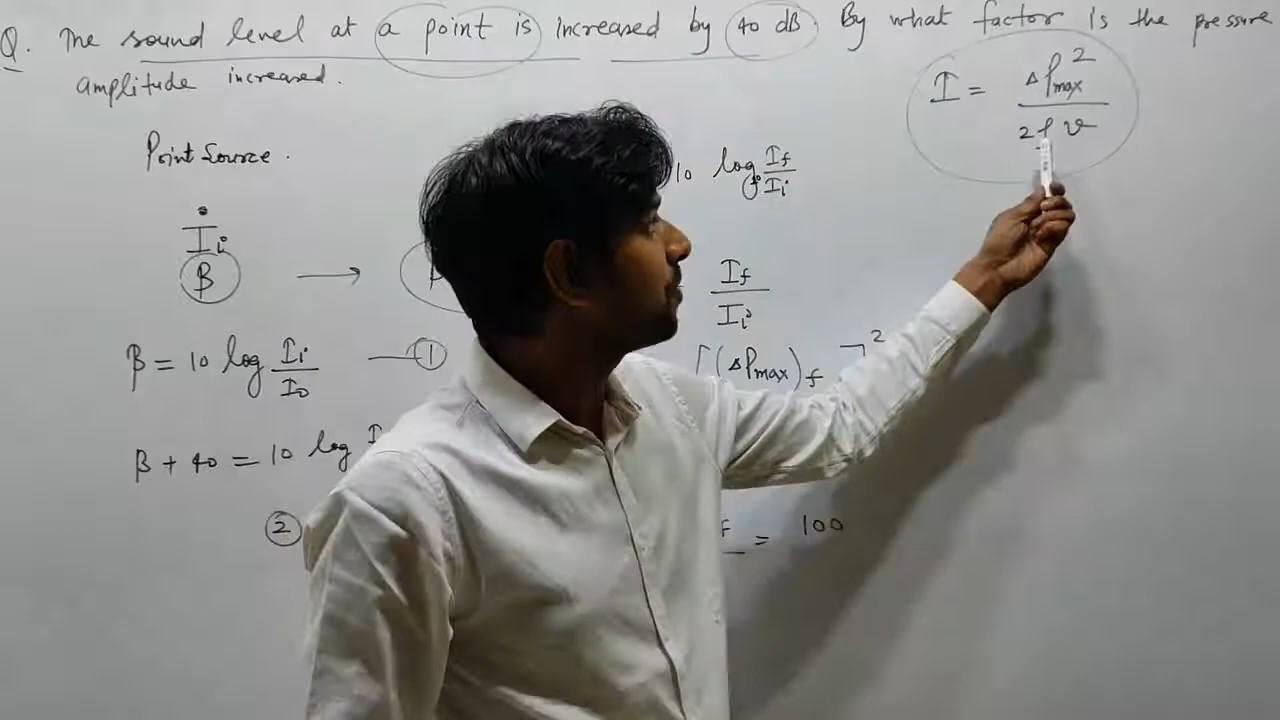 Q. The sound level at a point is increased by 40 dB. By what factor is the pressure
amplitude increased.
I = ΔP²max / 2ρv
Point Source.
10 log₁₀ If/Ii
Ii
β →
If/Ii
β = 10 log Ii/I₀ — ①
[(ΔPmax)f ]²
β + 40 = 10 log
②
f = 100